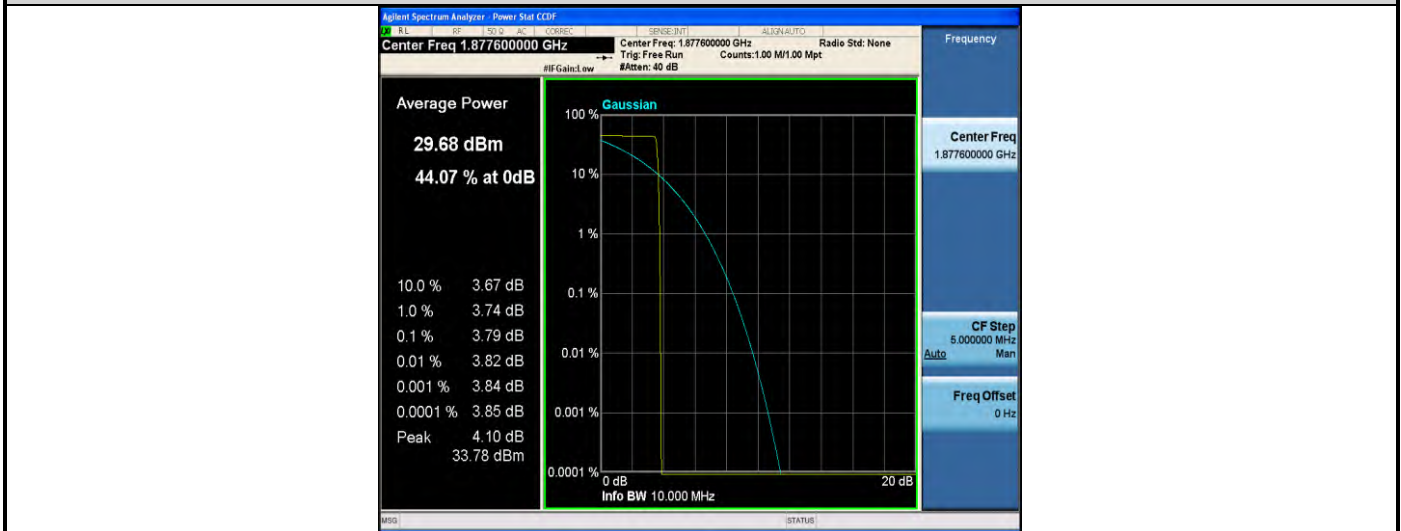 Agilent Spectrum Analyzer - Power Stat CCDF
RL RF 50 Ω AC CORREC SENSE:INT ALIGNAUTO
Center Freq 1.877600000 GHz
Center Freq: 1.877600000 GHz Radio Std: None
Trig: Free Run Counts:1.00 M/1.00 Mpt
#IFGain:Low #Atten: 40 dB
Frequency
Average Power
29.68 dBm
44.07 % at 0dB
10.0 % 3.67 dB
1.0 % 3.74 dB
0.1 % 3.79 dB
0.01 % 3.82 dB
0.001 % 3.84 dB
0.0001 % 3.85 dB
Peak 4.10 dB
33.78 dBm
Gaussian
100 %
10 %
1 %
0.1 %
0.01 %
0.001 %
0.0001 %
0 dB 20 dB
Info BW 10.000 MHz
Center Freq
1.877600000 GHz
CF Step
5.000000 MHz
Auto Man
Freq Offset
0 Hz
MSG STATUS